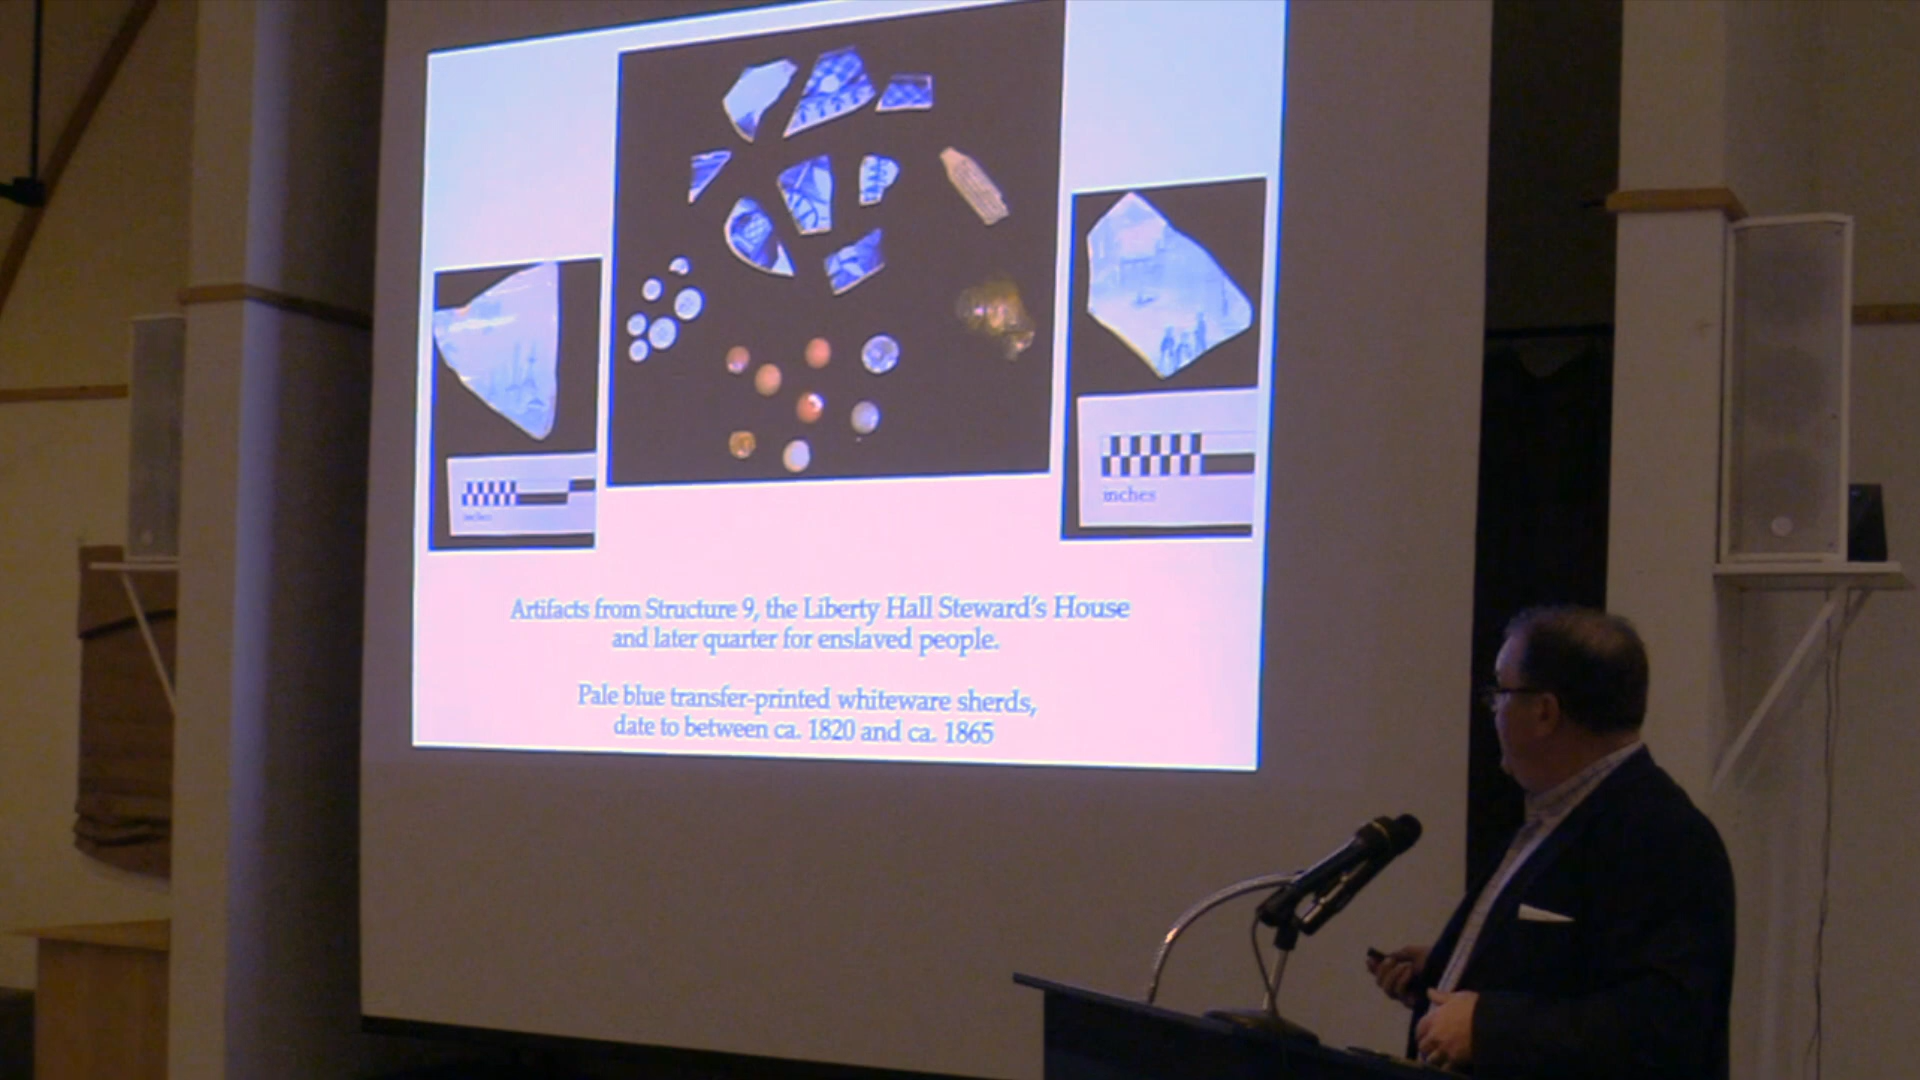 inches
inches
Artifacts from Structure 9, the Liberty Hall Steward's House
and later quarter for enslaved people.
Pale blue transfer-printed whiteware sherds,
date to between ca. 1820 and ca. 1865